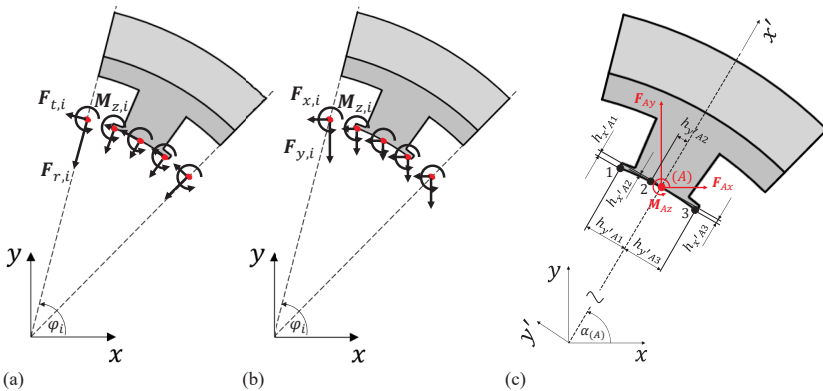 F_{t,i}
M_{z,i}
F_{r,i}
y
φ_i
x
(a)
F_{x,i}
M_{z,i}
F_{y,i}
y
φ_i
x
(b)
x'
F_{Ay}
h_{y'A2}
h_{x'A1}
(A)
1
h_{x'A2}
2
F_{Ax}
M_{Az}
3
h_{y'A1}
h_{y'A3}
h_{x'A3}
y
y'
α_{(A)}
x
(c)